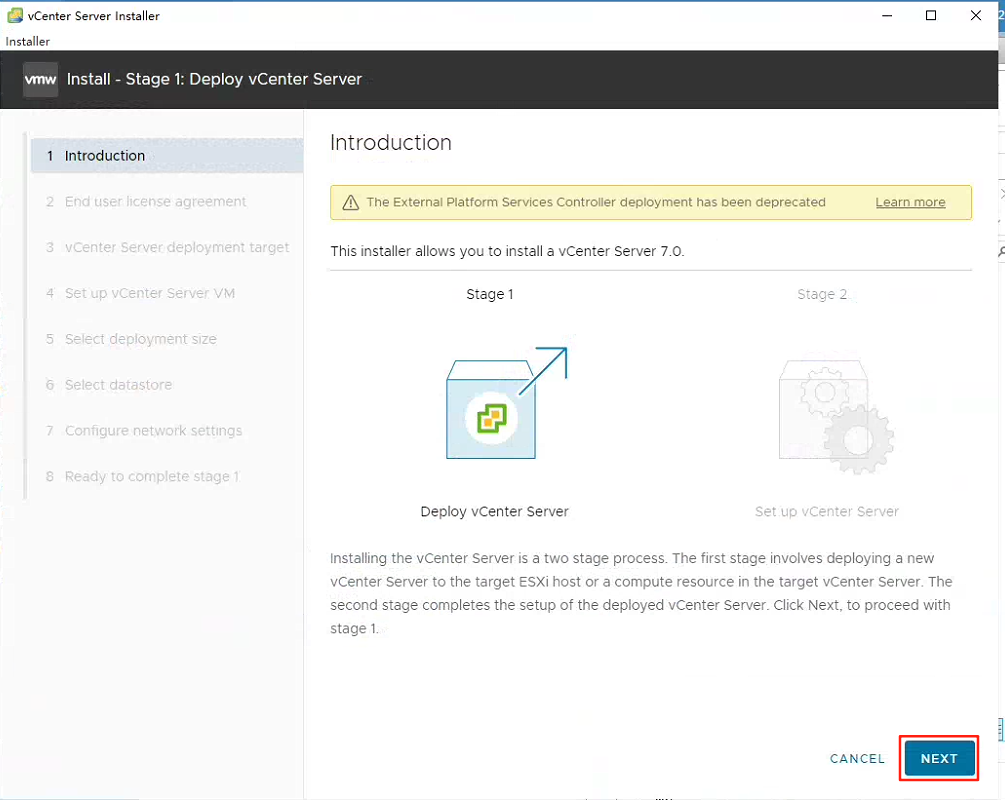 vCenter Server Installer
Installer
vmw Install - Stage 1: Deploy vCenter Server
1 Introduction
2 End user license agreement
3 vCenter Server deployment target
4 Set up vCenter Server VM
5 Select deployment size
6 Select datastore
7 Configure network settings
8 Ready to complete stage 1
Introduction
The External Platform Services Controller deployment has been deprecated Learn more
This installer allows you to install a vCenter Server 7.0.
Stage 1 Stage 2
Deploy vCenter Server Set up vCenter Server
Installing the vCenter Server is a two stage process. The first stage involves deploying a new
vCenter Server to the target ESXi host or a compute resource in the target vCenter Server. The
second stage completes the setup of the deployed vCenter Server. Click Next, to proceed with
stage 1.
CANCEL NEXT